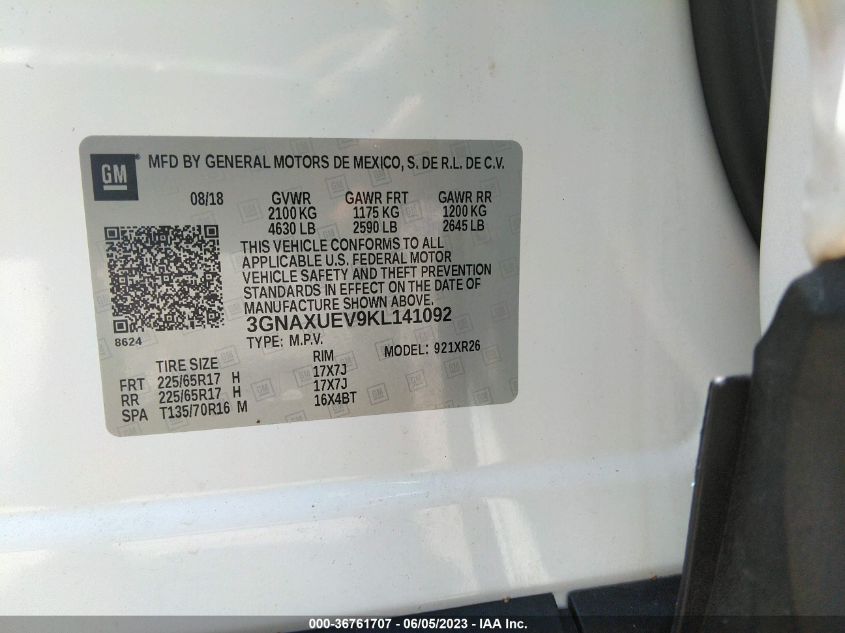 GM
MFD BY GENERAL MOTORS DE MEXICO, S. DE R.L. DE C.V.
08/18 GVWR GAWR FRT GAWR RR
2100 KG 1175 KG 1200 KG
4630 LB 2590 LB 2645 LB
THIS VEHICLE CONFORMS TO ALL
APPLICABLE U.S. FEDERAL MOTOR
VEHICLE SAFETY AND THEFT PREVENTION
STANDARDS IN EFFECT ON THE DATE OF
MANUFACTURE SHOWN ABOVE.
3GNAXUEV9KL141092
8624
TYPE: M.P.V. MODEL: 921XR26
TIRE SIZE RIM
FRT 225/65R17 H 17X7J
RR 225/65R17 H 17X7J
SPA T135/70R16 M 16X4BT
000-36761707 - 06/05/2023 - IAA Inc.